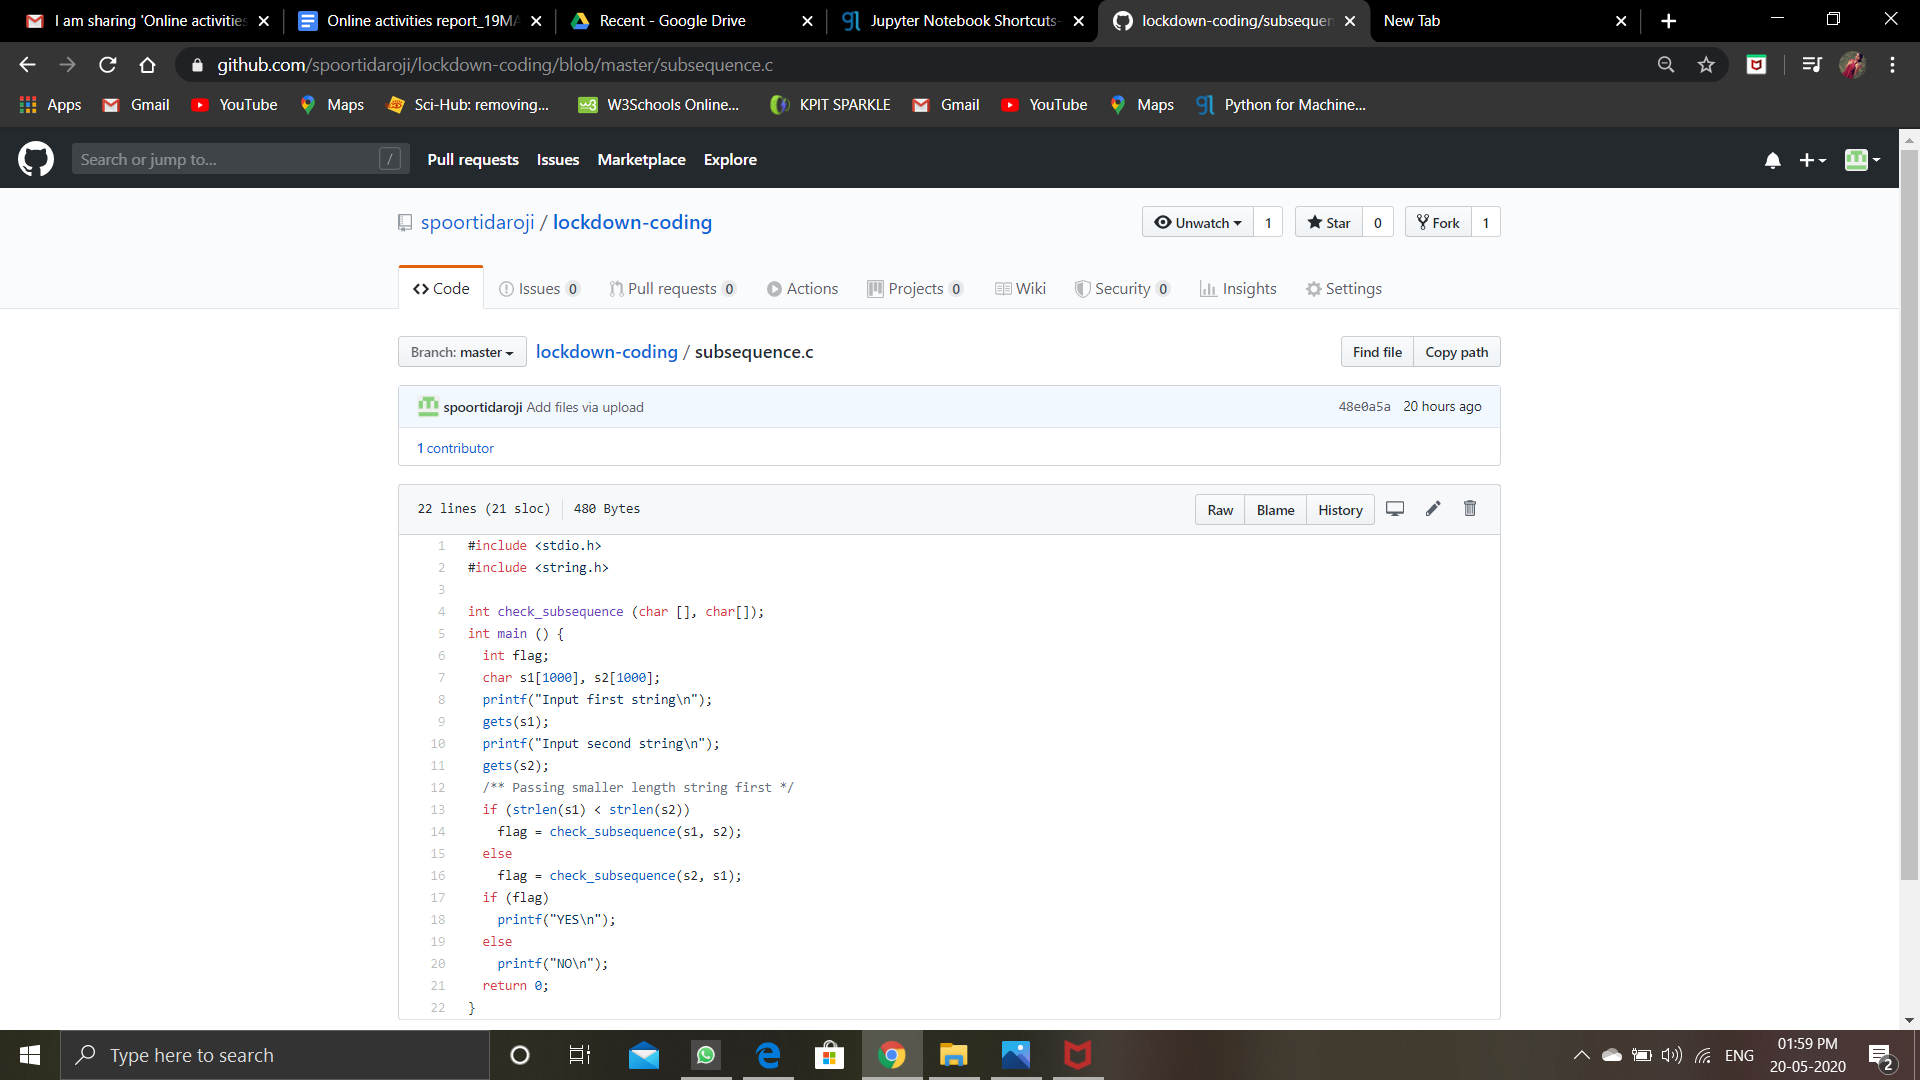 I am sharing 'Online activities
Online activities report_19MA
Recent - Google Drive
Jupyter Notebook Shortcuts-
lockdown-coding/subsequen
New Tab
github.com/spoortidaroji/lockdown-coding/blob/master/subsequence.c
Apps Gmail YouTube Maps Sci-Hub: removing... W3Schools Online... KPIT SPARKLE Gmail YouTube Maps Python for Machine...
Search or jump to... / Pull requests Issues Marketplace Explore
spoortidaroji / lockdown-coding Unwatch 1 Star 0 Fork 1
Code Issues 0 Pull requests 0 Actions Projects 0 Wiki Security 0 Insights Settings
Branch: master lockdown-coding / subsequence.c Find file Copy path
spoortidaroji Add files via upload 48e0a5a 20 hours ago
1 contributor
22 lines (21 sloc) 480 Bytes Raw Blame History
1 #include <stdio.h>
2 #include <string.h>
3
4 int check_subsequence (char [], char[]);
5 int main () {
6 int flag;
7 char s1[1000], s2[1000];
8 printf("Input first string\n");
9 gets(s1);
10 printf("Input second string\n");
11 gets(s2);
12 /** Passing smaller length string first */
13 if (strlen(s1) < strlen(s2))
14 flag = check_subsequence(s1, s2);
15 else
16 flag = check_subsequence(s2, s1);
17 if (flag)
18 printf("YES\n");
19 else
20 printf("NO\n");
21 return 0;
22 }
Type here to search
ENG
01:59 PM
20-05-2020
2